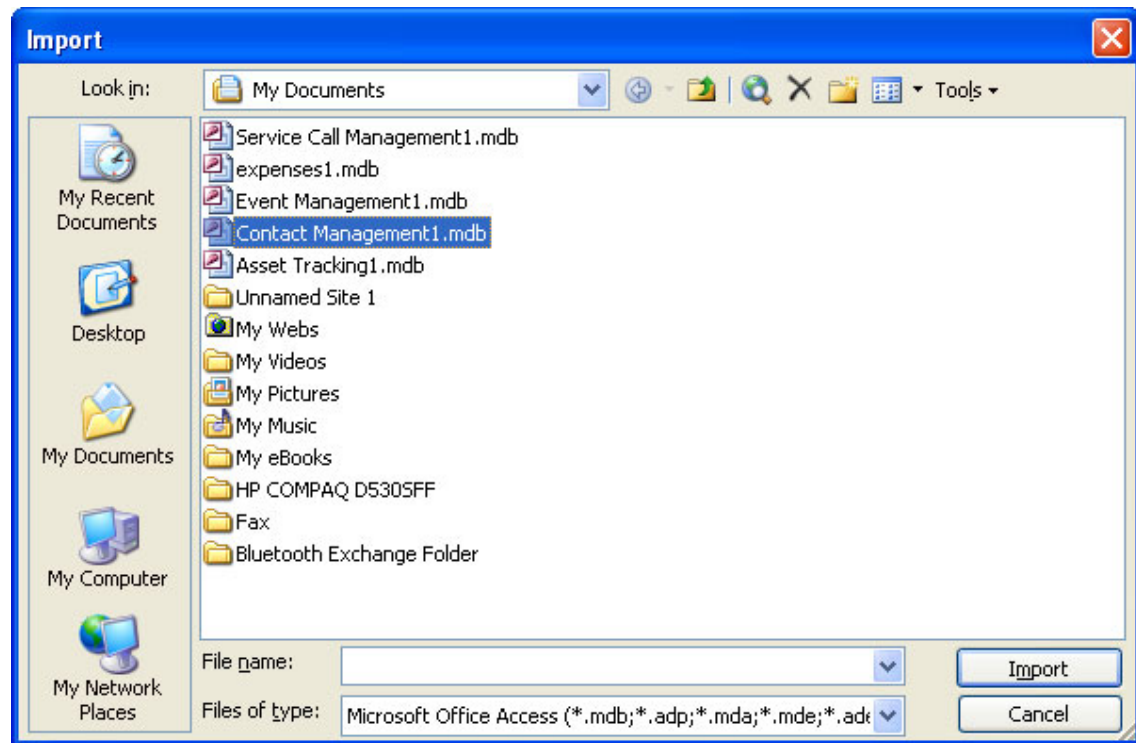 Import
Look in:
My Documents
Tools
My Recent
Documents
Desktop
My Documents
My Computer
My Network
Places
Service Call Management1.mdb
expenses1.mdb
Event Management1.mdb
Contact Management1.mdb
Asset Tracking1.mdb
Unnamed Site 1
My Webs
My Videos
My Pictures
My Music
My eBooks
HP COMPAQ D530SFF
Fax
Bluetooth Exchange Folder
File name:
Import
Files of type:
Microsoft Office Access (*.mdb;*.adp;*.mda;*.mde;*.ade
Cancel